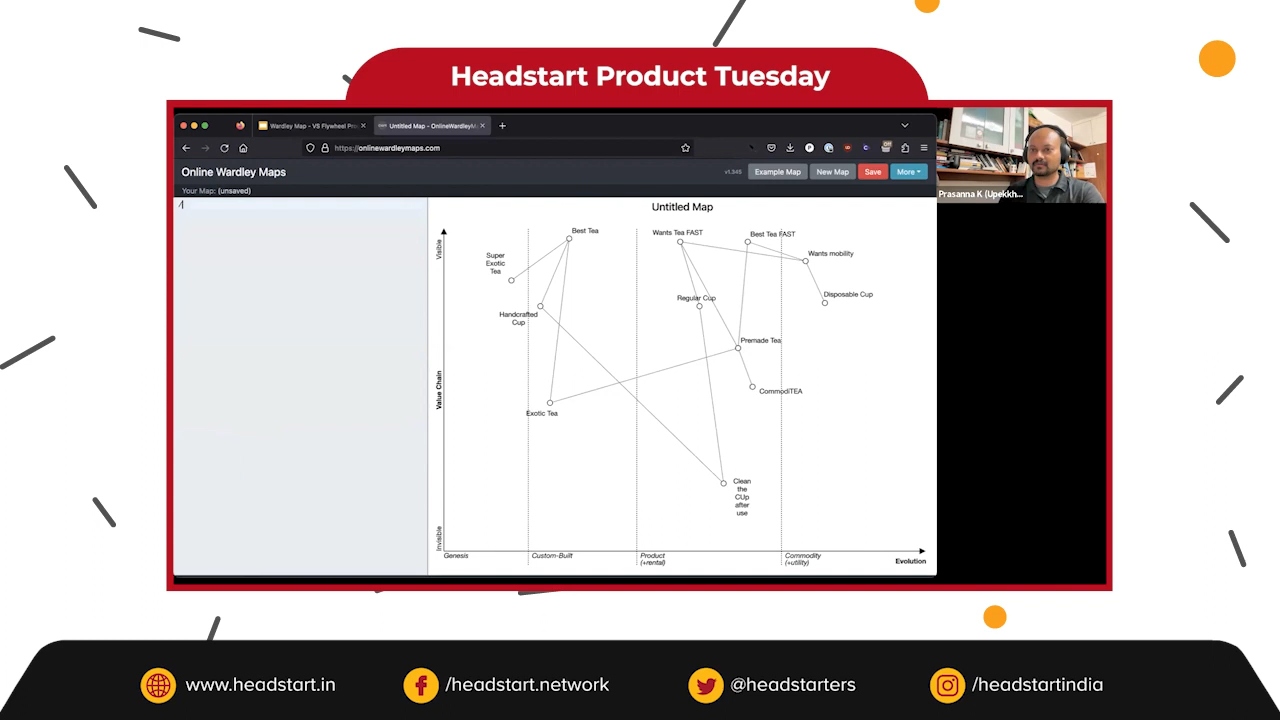 Headstart Product Tuesday
Wardley Map - VS Flywheel Pro
Untitled Map - OnlineWardleyM
https://onlinewardleymaps.com
Online Wardley Maps
v1.345
Example Map
New Map
Save
More
Your Map: (unsaved)
/
Untitled Map
Prasanna K (Upekkh...
Visible
Value Chain
Invisible
Best Tea
Wants Tea FAST
Best Tea FAST
Super
Exotic
Tea
Wants mobility
Handcrafted
Cup
Regular Cup
Disposable Cup
Premade Tea
CommodiTEA
Exotic Tea
Clean
the
CUp
after
use
Genesis
Custom-Built
Product
(+rental)
Commodity
(+utility)
Evolution
www.headstart.in
/headstart.network
@headstarters
/headstartindia